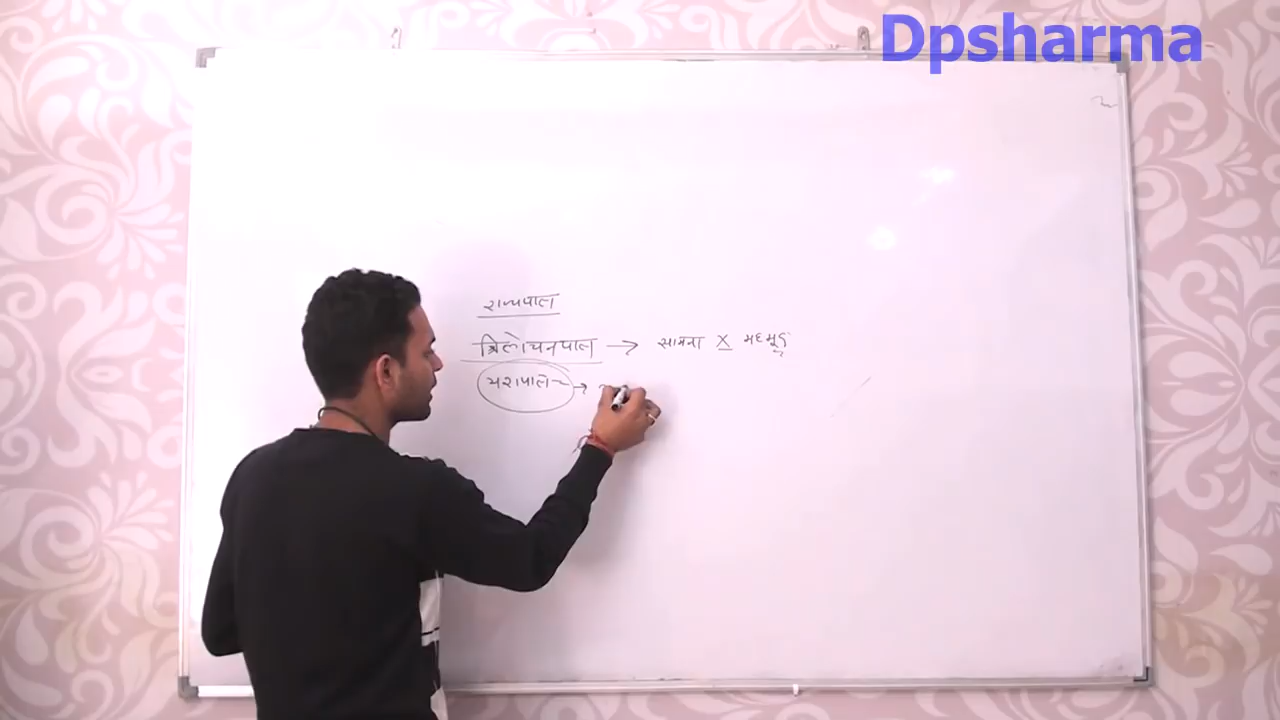 Dpsharma
राज्यपाल
त्रिलोचनपाल → सामना X महमूद
यशपाल →